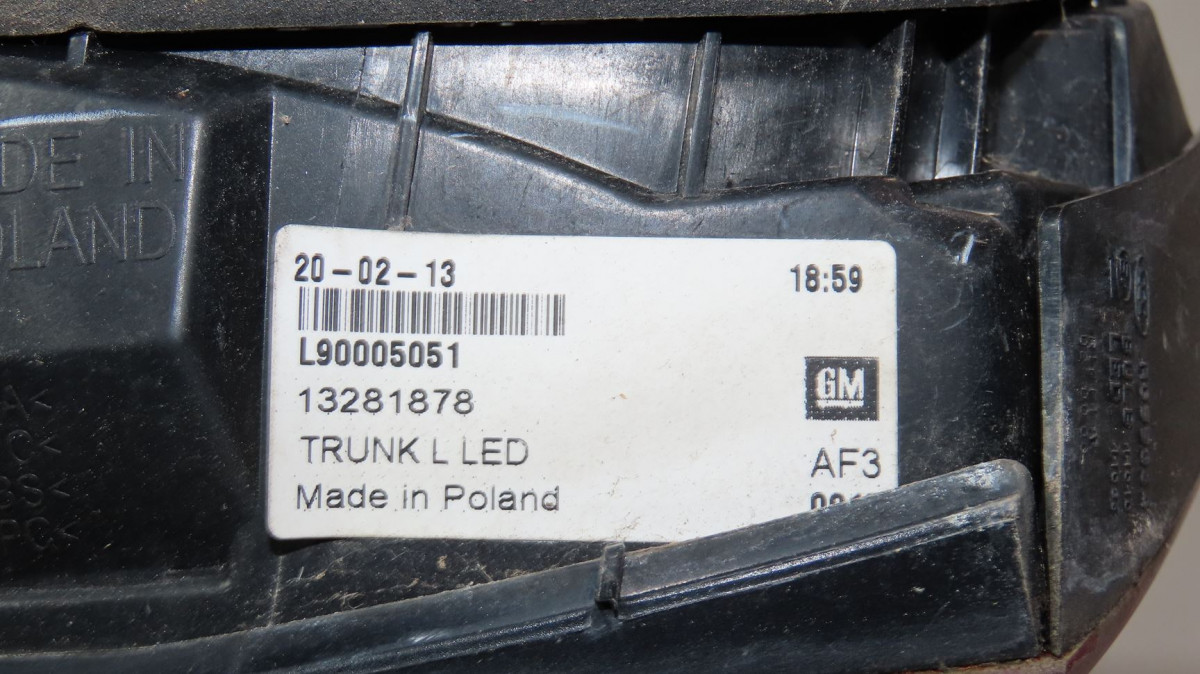 DE IN
OLAND
20-02-13
18:59
L90005051
13281878
GM
TRUNK L LED
AF3
Made in Poland